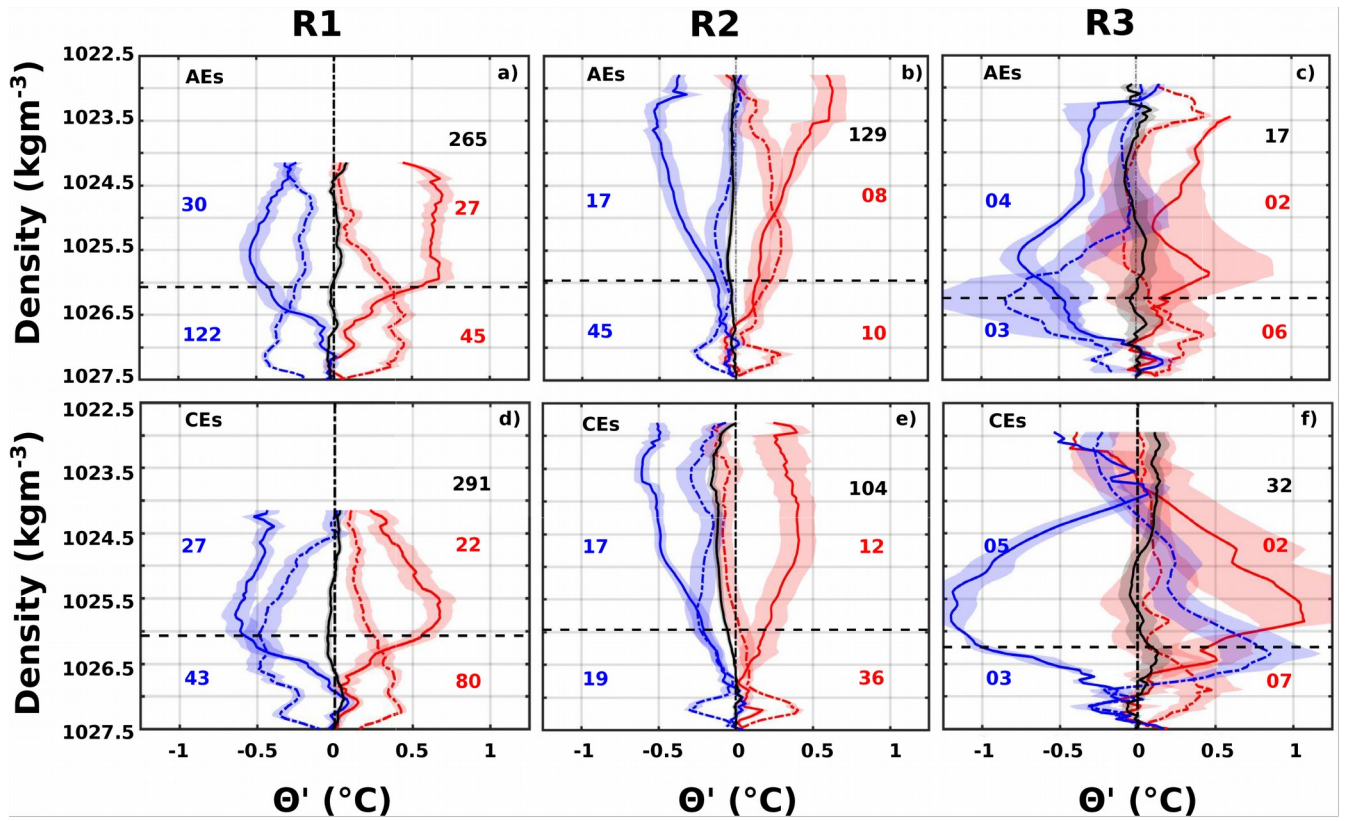 R1 R2 R3
1022.5 1023.5 1024.5 1025.5 1026.5 1027.5
Density (kgm-3)
AEs a) 265 30 27 122 45
AEs b) 129 17 08 45 10
AEs c) 17 04 02 03 06
1022.5 1023.5 1024.5 1025.5 1026.5 1027.5
Density (kgm-3)
CEs d) 291 27 22 43 80
CEs e) 104 17 12 19 36
CEs f) 32 05 02 03 07
-1 -0.5 0 0.5 1 -1 -0.5 0 0.5 1 -1 -0.5 0 0.5 1
Θ' (°C) Θ' (°C) Θ' (°C)